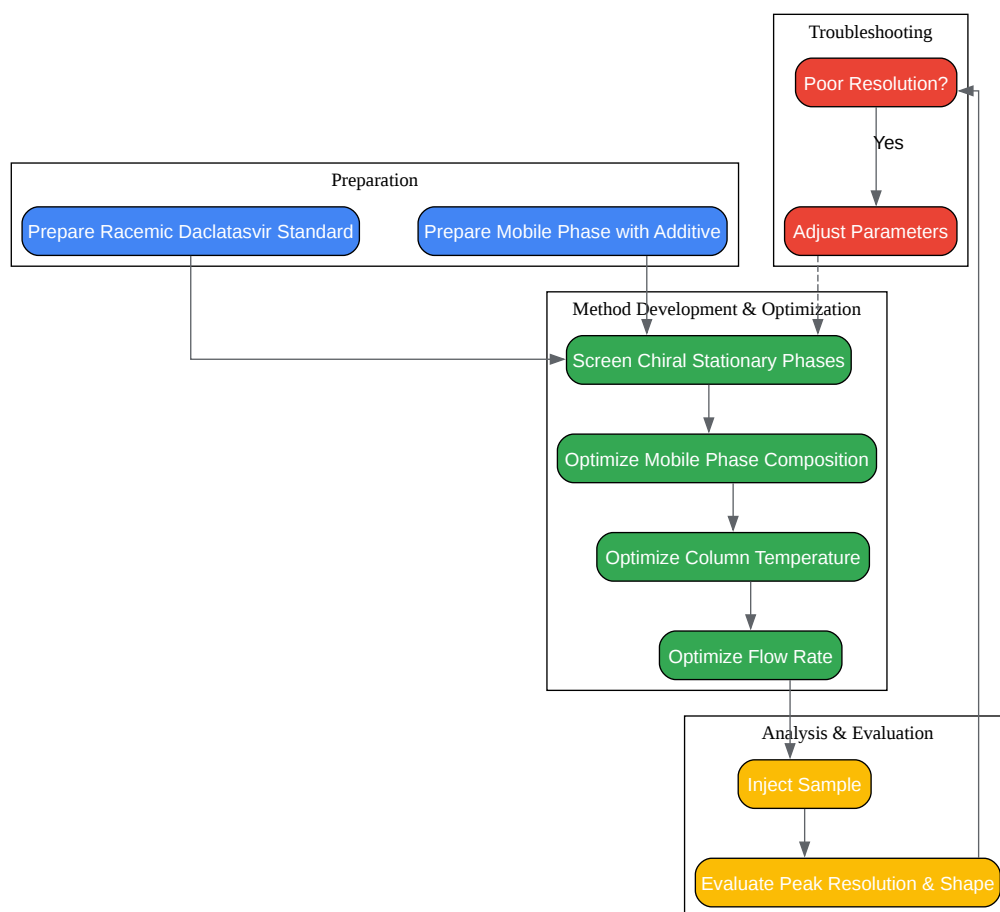 Troubleshooting
Poor Resolution?
Yes
Adjust Parameters
Preparation
Prepare Racemic Daclatasvir Standard
Prepare Mobile Phase with Additive
Method Development & Optimization
Screen Chiral Stationary Phases
Optimize Mobile Phase Composition
Optimize Column Temperature
Optimize Flow Rate
Analysis & Evaluation
Inject Sample
Evaluate Peak Resolution & Shape